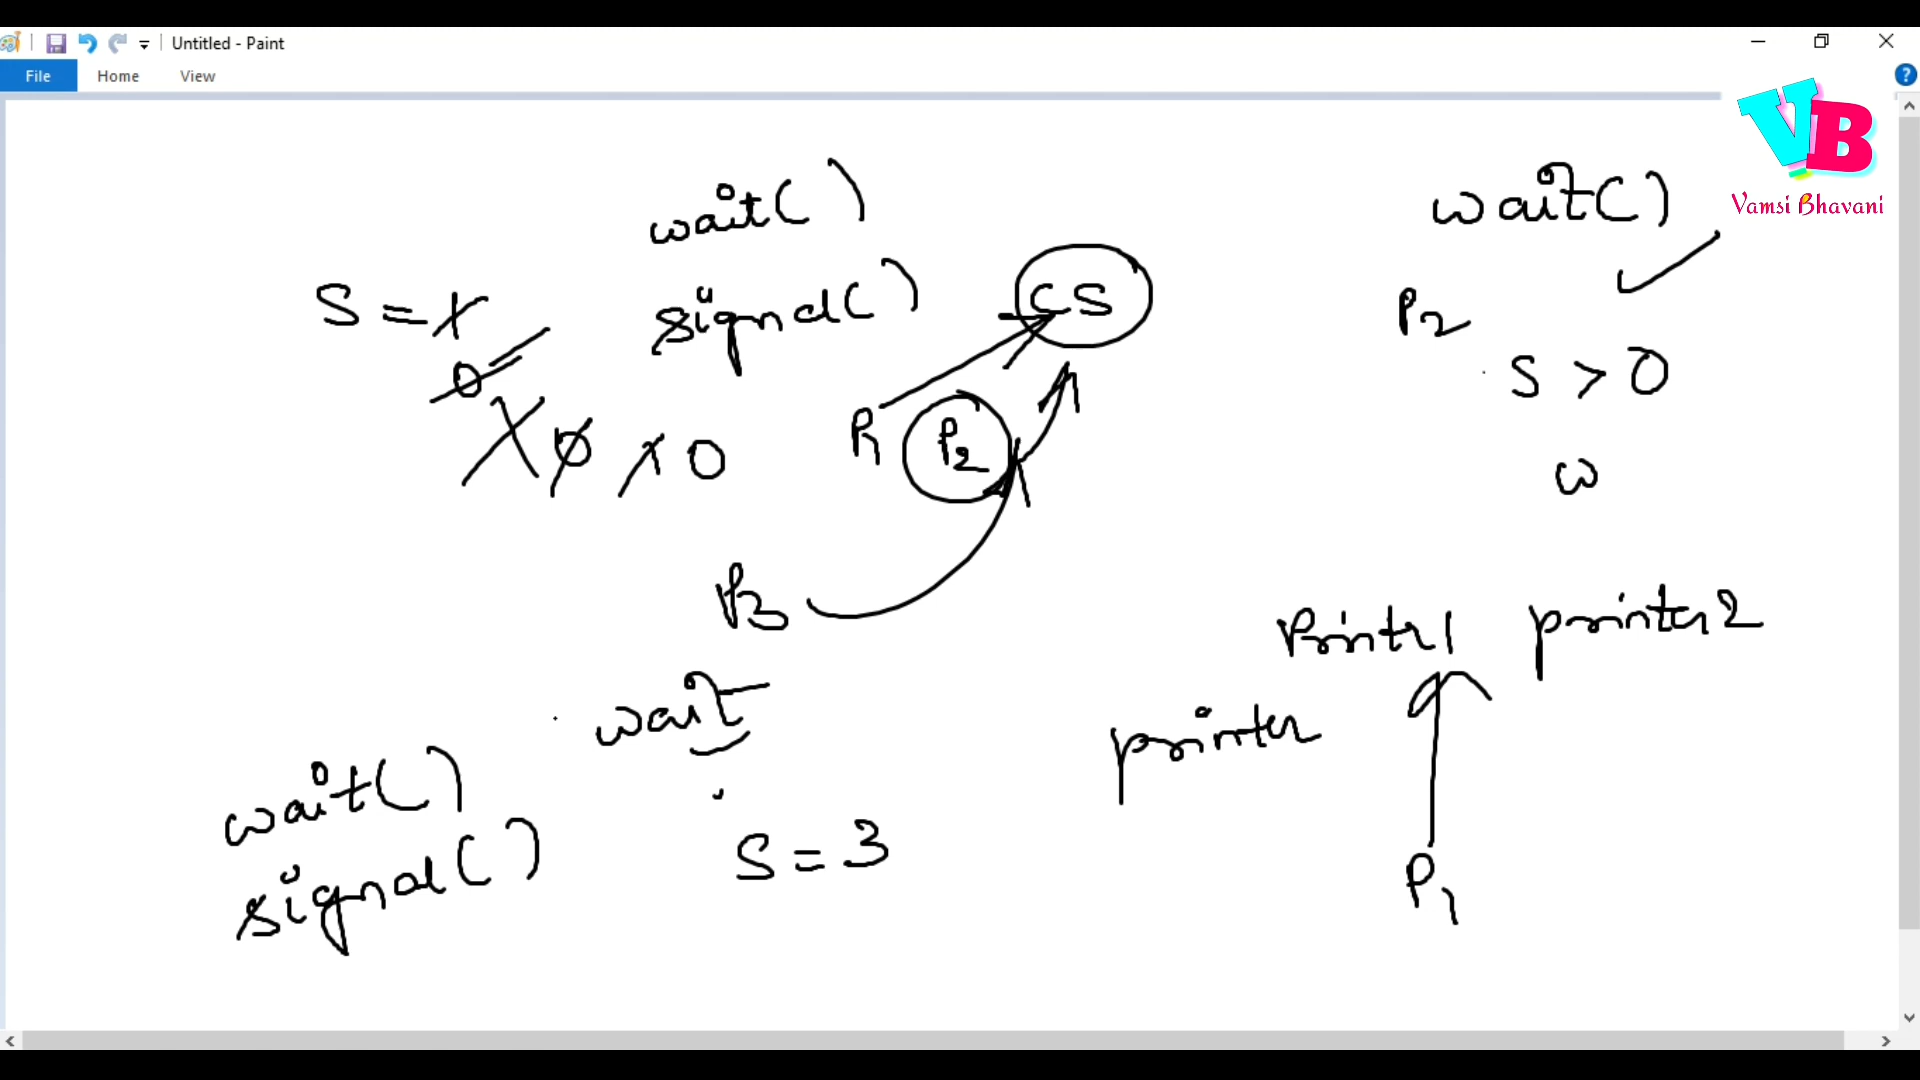 Untitled - Paint
File Home View
VB
Vamsi Bhavani
wait()
signal()
S = 1
0
1 0 1 0
CS
P1
P2
P3
wait
wait()
signal()
S = 3
wait()
P2
S > 0
w
Printer1 printer2
printer
P1